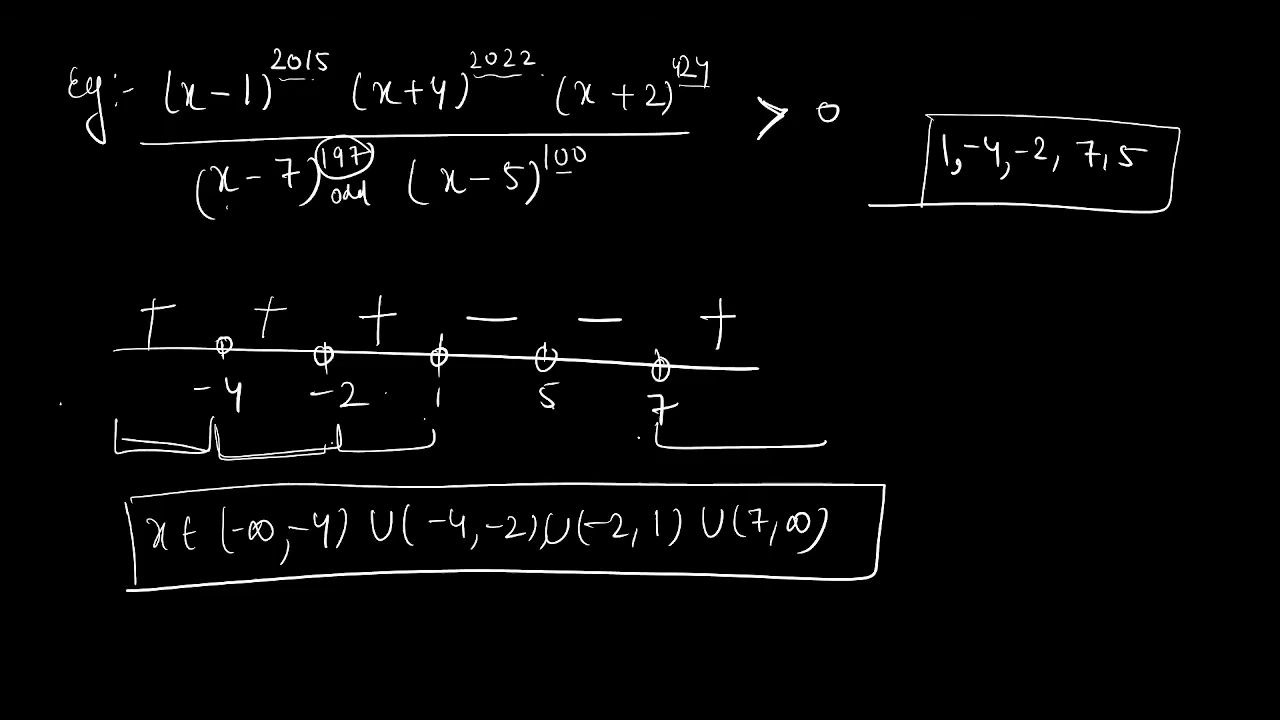 Eg:- (x-1)^2015 (x+4)^2022 (x+2)^424 > 0
(x-7)^197 (x-5)^100
odd
1, -4, -2, 7, 5
+ + + - - +
-4 -2 1 5 7
x ∈ (-∞, -4) ∪ (-4, -2) ∪ (-2, 1) ∪ (7, ∞)